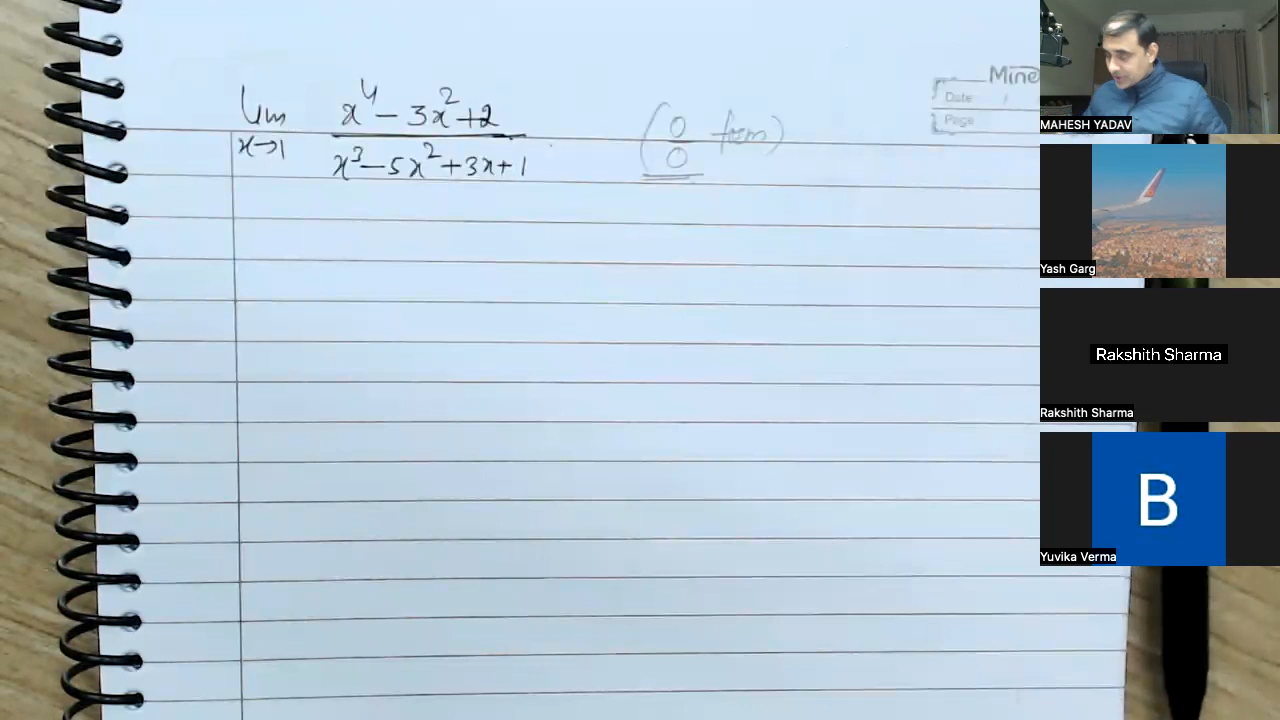 lim x→1 (x⁴ - 3x² + 2) / (x³ - 5x² + 3x + 1) (0/0 form)
Date
Page
MAHESH YADAV
Yash Garg
Rakshith Sharma
Rakshith Sharma
B
Yuvika Verma